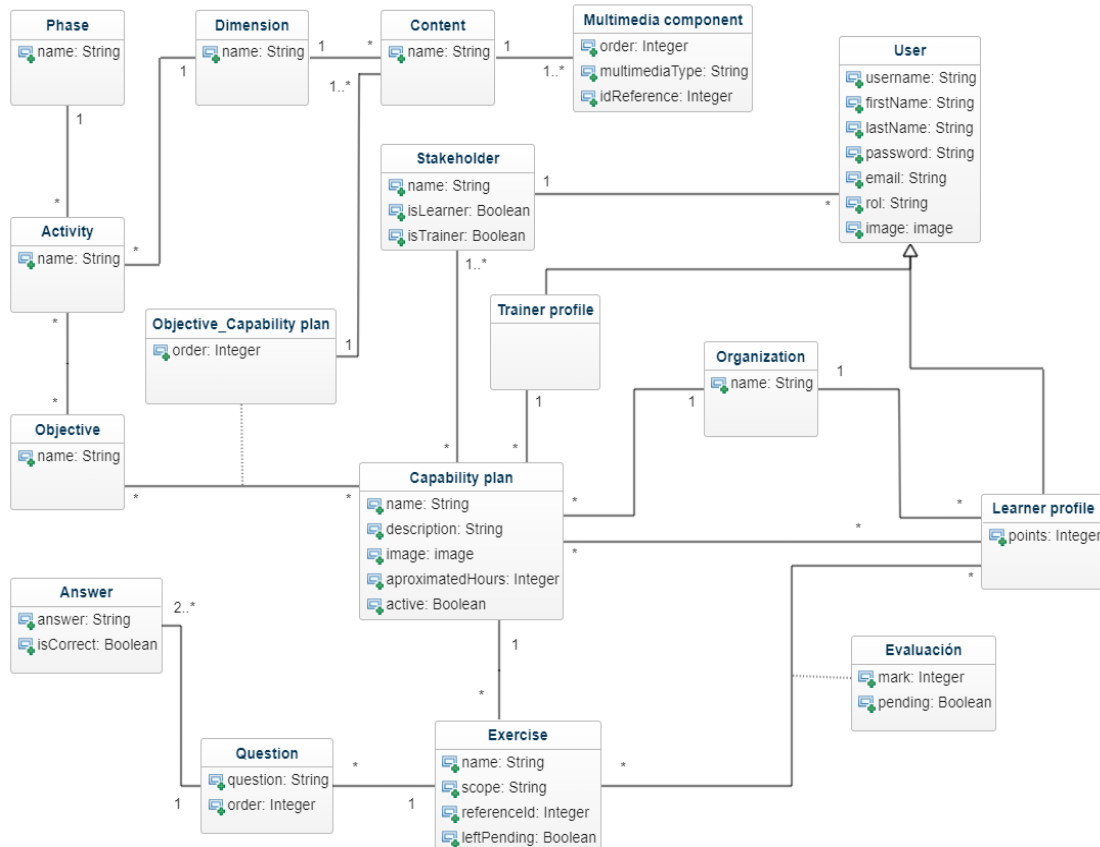 Phase
name: String
1
*
Dimension
name: String
1
*
1
Content
name: String
1
1..*
1..*
Multimedia component
order: Integer
multimediaType: String
idReference: Integer
User
username: String
firstName: String
lastName: String
password: String
email: String
rol: String
image: image
Stakeholder
name: String
isLearner: Boolean
isTrainer: Boolean
1
*
1..*
*
Activity
name: String
*
*
*
Objective_Capability plan
order: Integer
1
Trainer profile
1
*
Organization
name: String
1
1
*
*
Objective
name: String
*
*
Capability plan
name: String
description: String
image: image
aproximatedHours: Integer
active: Boolean
*
*
1
*
Learner profile
points: Integer
*
*
Answer
answer: String
isCorrect: Boolean
2..*
Evaluación
mark: Integer
pending: Boolean
Question
question: String
order: Integer
1
*
1
Exercise
name: String
scope: String
referenceId: Integer
leftPending: Boolean
*